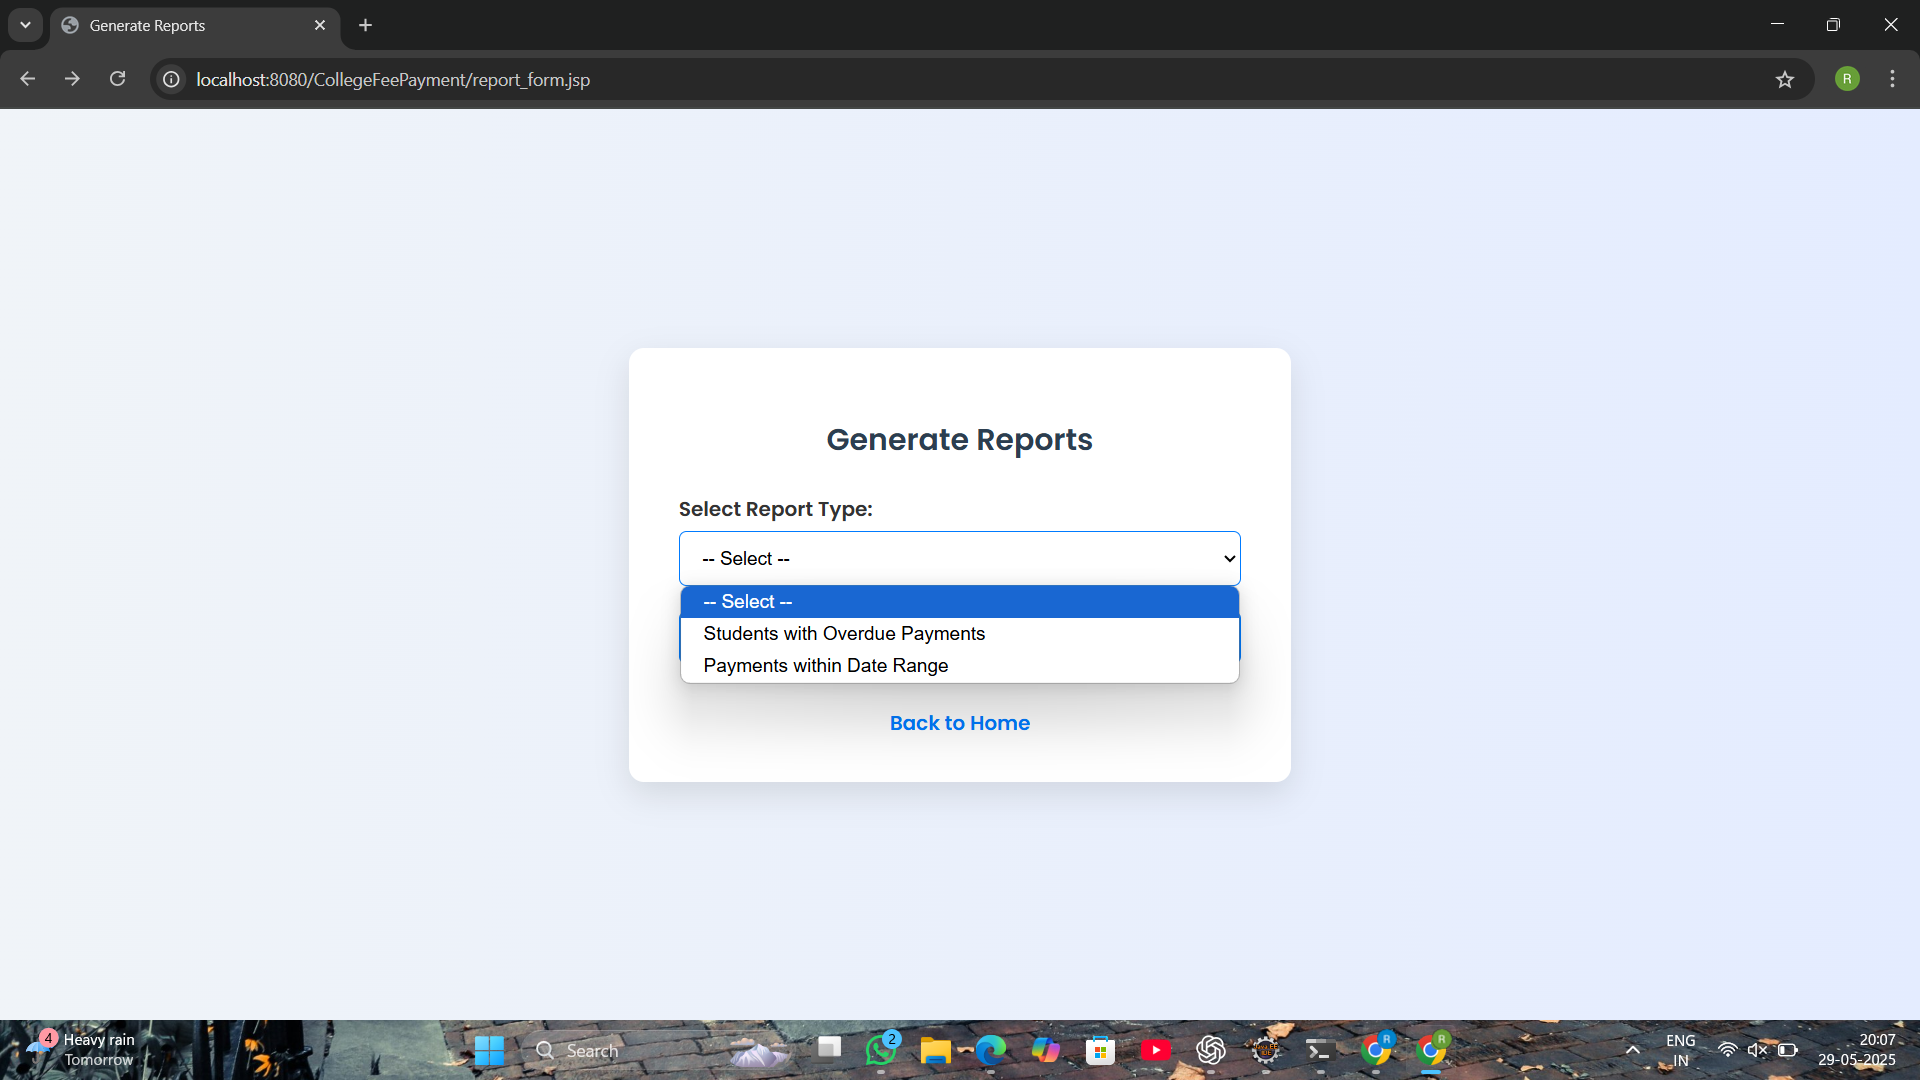 Generate Reports
localhost:8080/CollegeFeePayment/report_form.jsp
R
Generate Reports
Select Report Type:
-- Select --
-- Select --
Students with Overdue Payments
Payments within Date Range
Back to Home
4
Heavy rain
Tomorrow
Search
2
R
R
ENG
IN
20:07
29-05-2025